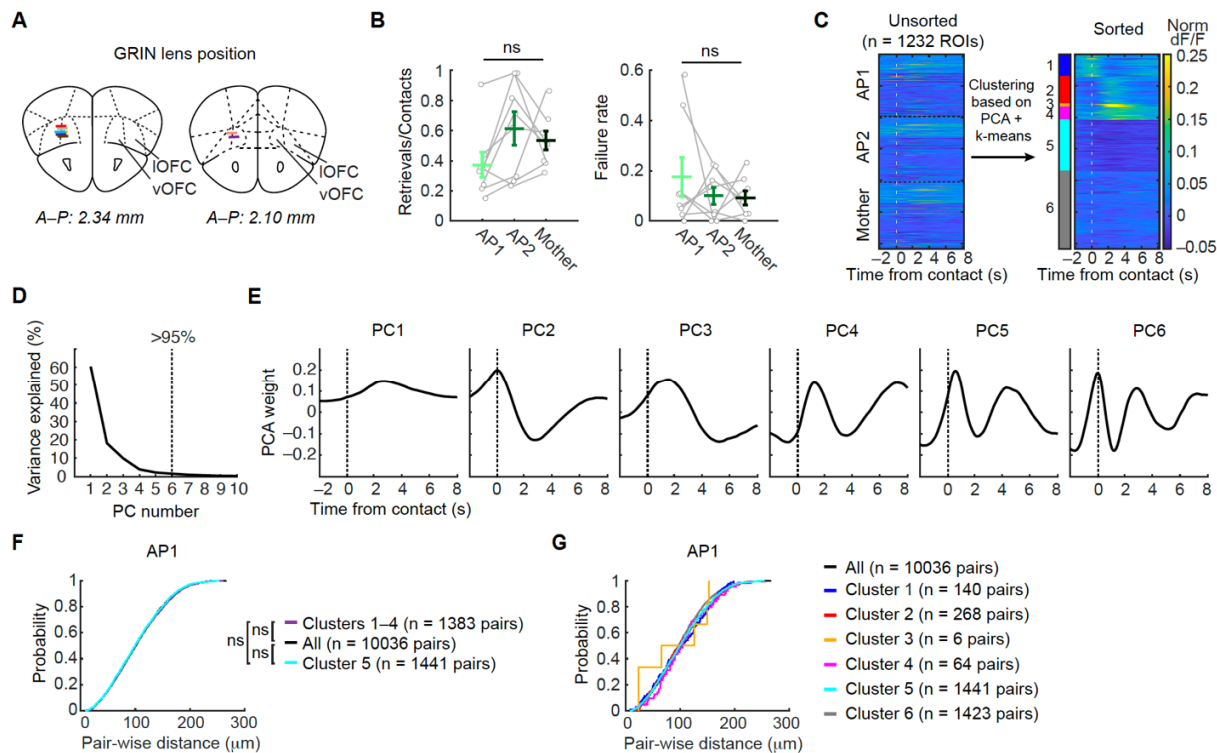 A
GRIN lens position
lOFC
vOFC
A–P: 2.34 mm
lOFC
vOFC
A–P: 2.10 mm
B
ns
Retrievals/Contacts
1
0.8
0.6
0.4
0.2
0
AP1
AP2
Mother
ns
Failure rate
0.6
0.4
0.2
0
AP1
AP2
Mother
C
Unsorted
(n = 1232 ROIs)
AP1
AP2
Mother
−2 0 2 4 6 8
Time from contact (s)
Clustering
based on
PCA +
k-means
Sorted
1
2
3
4
5
6
−2 0 2 4 6 8
Time from contact (s)
Norm
dF/F
0.25
0.20
0.15
0.10
0.05
0
−0.05
D
>95%
Variance explained (%)
60
50
40
30
20
10
0
1 2 3 4 5 6 7 8 9 10
PC number
E
PC1
PC2
PC3
PC4
PC5
PC6
PCA weight
0.2
0.1
0
−0.1
−0.2
−2 0 2 4 6 8
0 2 4 6 8
0 2 4 6 8
0 2 4 6 8
0 2 4 6 8
0 2 4 6 8
Time from contact (s)
F
AP1
Probability
1
0.8
0.6
0.4
0.2
0
0 100 200 300
Pair-wise distance (μm)
ns
ns
ns
Clusters 1–4 (n = 1383 pairs)
All (n = 10036 pairs)
Cluster 5 (n = 1441 pairs)
G
AP1
Probability
1
0.8
0.6
0.4
0.2
0
0 100 200 300
Pair-wise distance (μm)
All (n = 10036 pairs)
Cluster 1 (n = 140 pairs)
Cluster 2 (n = 268 pairs)
Cluster 3 (n = 6 pairs)
Cluster 4 (n = 64 pairs)
Cluster 5 (n = 1441 pairs)
Cluster 6 (n = 1423 pairs)